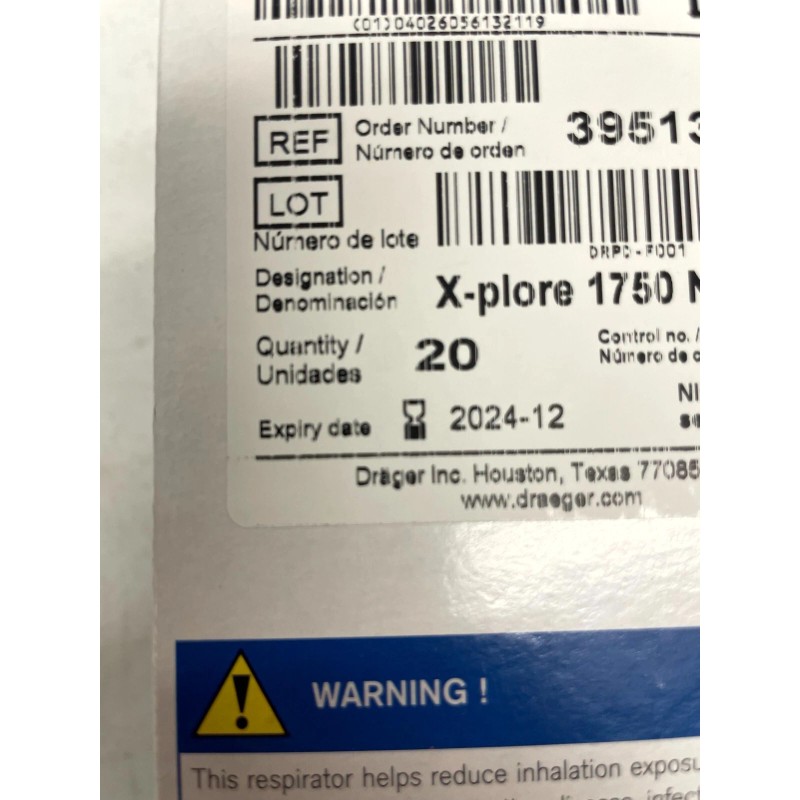 (01)04026056132119
REF Order Number / 39513
Número de orden
LOT
Número de lote
DRPD-F001
Designation / X-plore 1750 N
Denominación
Quantity / 20
Unidades
Control no. /
Número de c
NI
Expiry date 2024-12
Dräger Inc. Houston, Texas 77085
www.draeger.com
WARNING !
This respirator helps reduce inhalation exposu